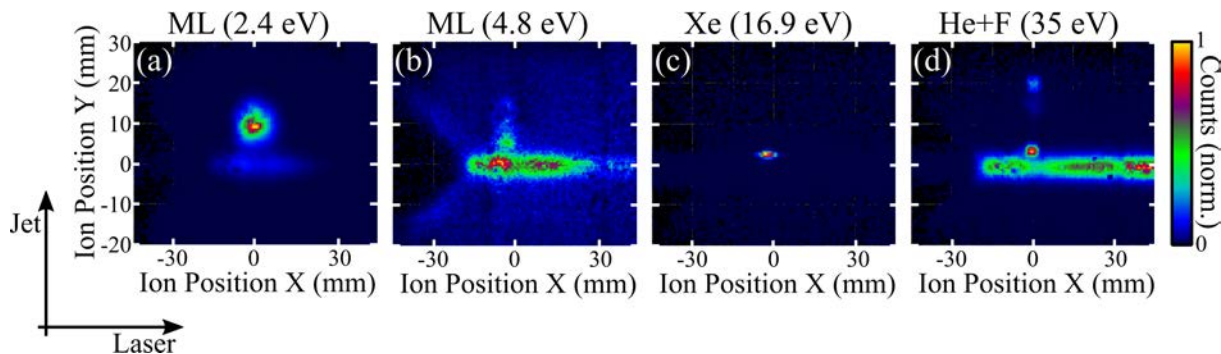 ML (2.4 eV) ML (4.8 eV) Xe (16.9 eV) He+F (35 eV)
(a) (b) (c) (d)
30
20
10
0
-10
-20
Ion Position Y (mm)
-30 0 30 -30 0 30 -30 0 30 -30 0 30
Ion Position X (mm) Ion Position X (mm) Ion Position X (mm) Ion Position X (mm)
1
0
Counts (norm.)
Jet
Laser